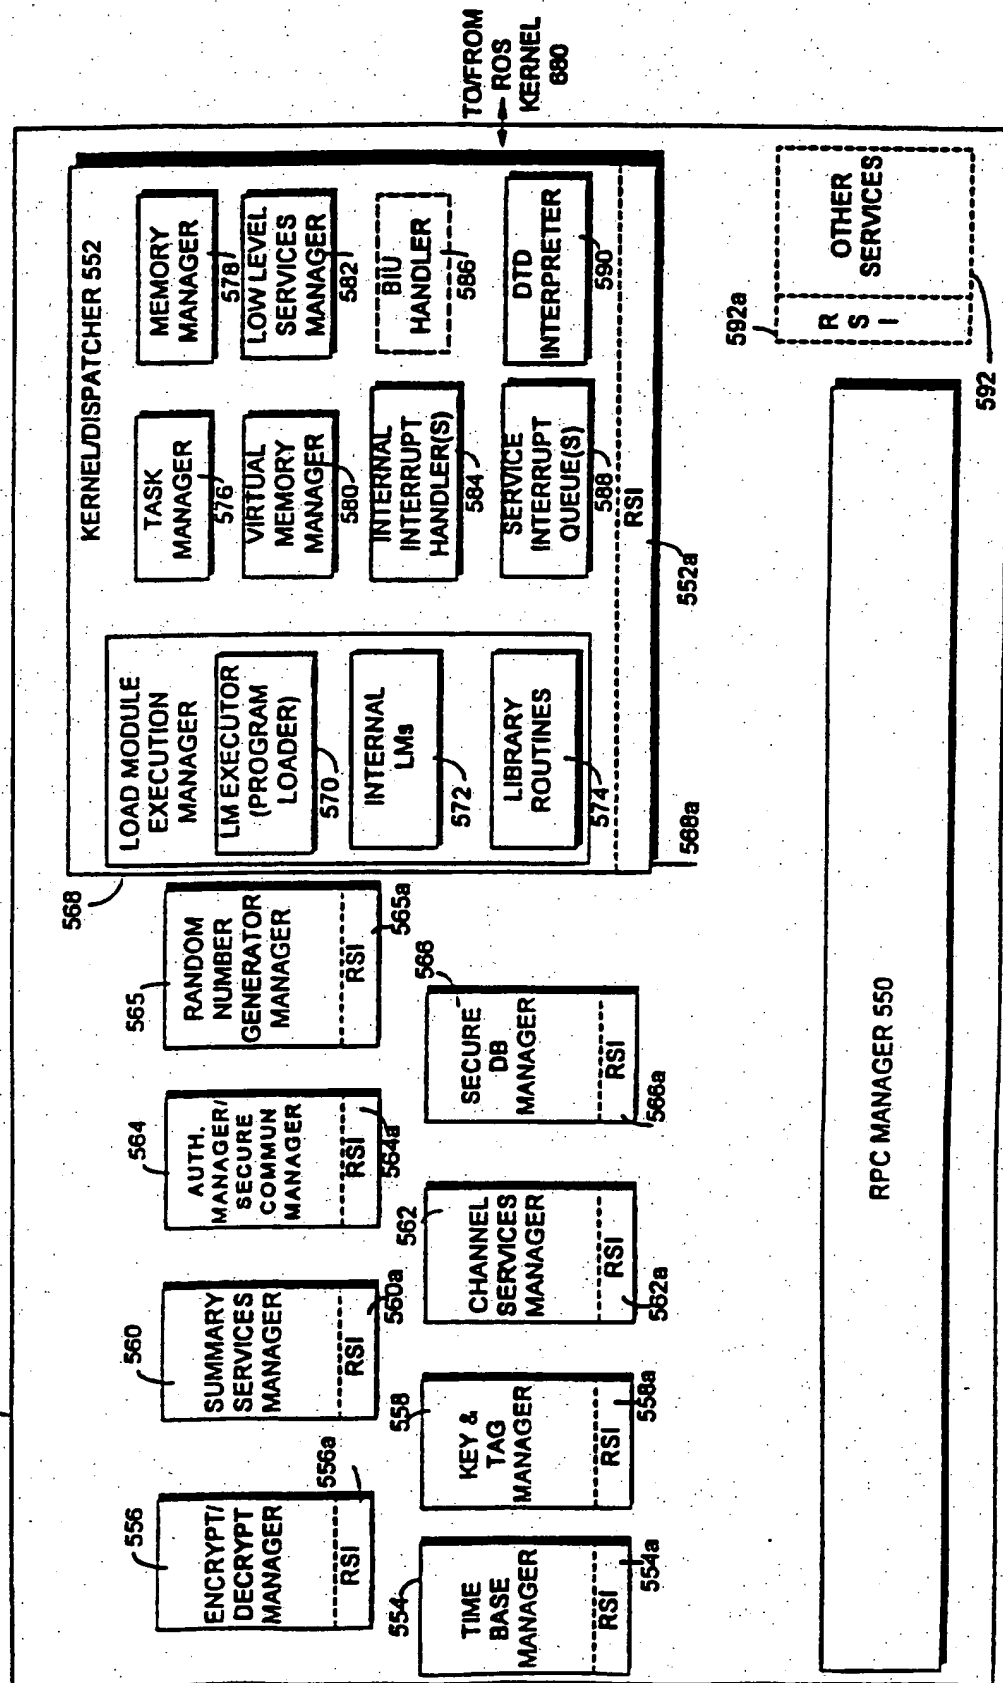 KERNEL/DISPATCHER 552
LOAD MODULE
EXECUTION
MANAGER
568
LM EXECUTOR
(PROGRAM
LOADER)
570
INTERNAL
LMs
572
LIBRARY
ROUTINES
574
568a
TASK
MANAGER
576
MEMORY
MANAGER
578
VIRTUAL
MEMORY
MANAGER
580
LOW LEVEL
SERVICES
MANAGER
582
INTERNAL
INTERRUPT
HANDLER(S)
584
BIU
HANDLER
586
SERVICE
INTERRUPT
QUEUE(S)
588
DTD
INTERPRETER
590
RSI
552a
TO/FROM
ROS
KERNEL
680
556
ENCRYPT/
DECRYPT
MANAGER
RSI
556a
560
SUMMARY
SERVICES
MANAGER
RSI
560a
564
AUTH.
MANAGER/
SECURE
COMMUN
MANAGER
RSI
564a
565
RANDOM
NUMBER
GENERATOR
MANAGER
RSI
565a
554
TIME
BASE
MANAGER
RSI
554a
558
KEY &
TAG
MANAGER
RSI
558a
562
CHANNEL
SERVICES
MANAGER
RSI
562a
566
SECURE
DB
MANAGER
RSI
566a
592a
R
S
I
OTHER
SERVICES
592
RPC MANAGER 550